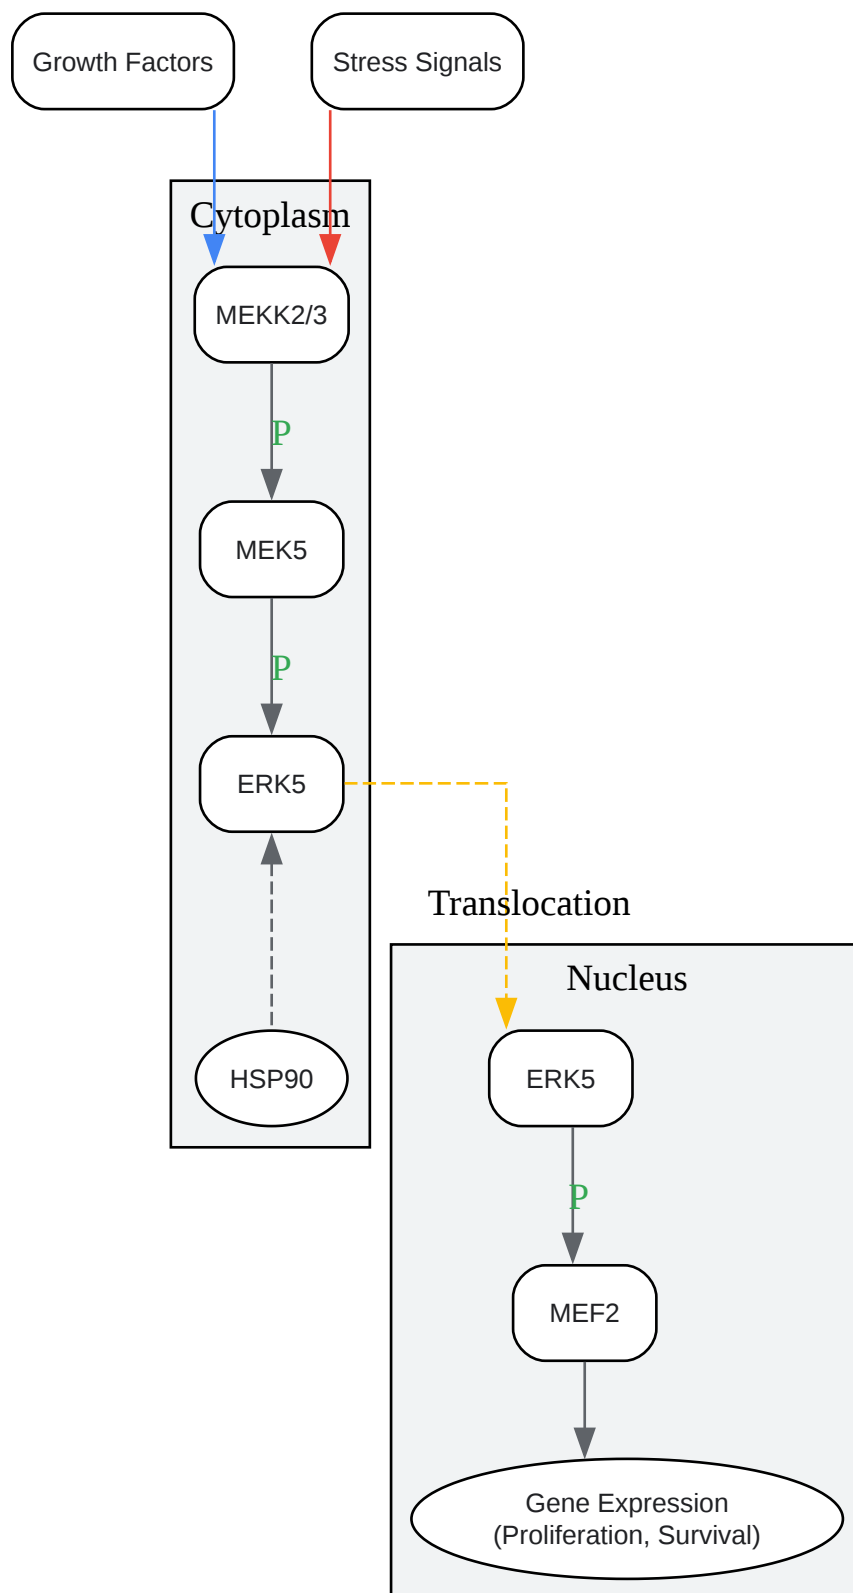 Growth Factors
Stress Signals
Cytoplasm
MEKK2/3
P
MEK5
P
ERK5
Translocation
Nucleus
HSP90
ERK5
P
MEF2
Gene Expression
(Proliferation, Survival)